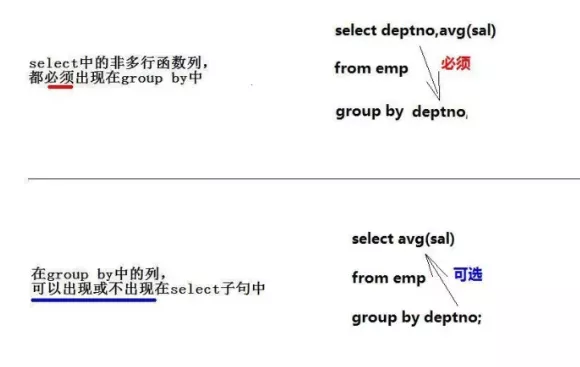 select中的非多行函数列，
都必须出现在group by中
select deptno,avg(sal)
from emp
必须
group by deptno,
在group by中的列，
可以出现或不出现在select子句中
select avg(sal)
from emp
可选
group by deptno;